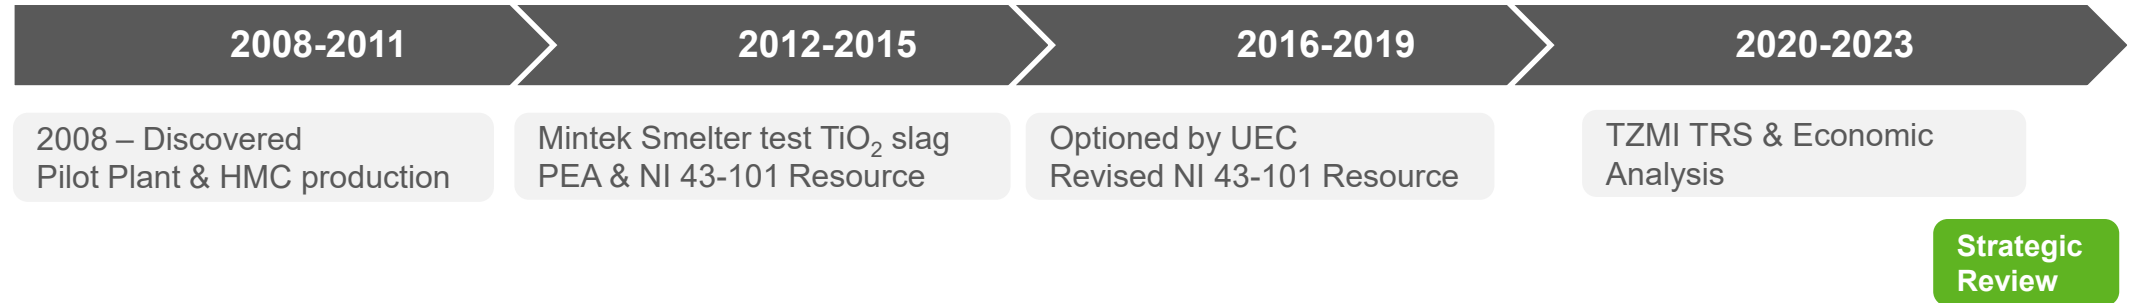 2008-2011
2012-2015
2016-2019
2020-2023
2008 – Discovered
Pilot Plant & HMC production
Mintek Smelter test TiO₂ slag
PEA & NI 43-101 Resource
Optioned by UEC
Revised NI 43-101 Resource
TZMI TRS & Economic
Analysis
Strategic
Review